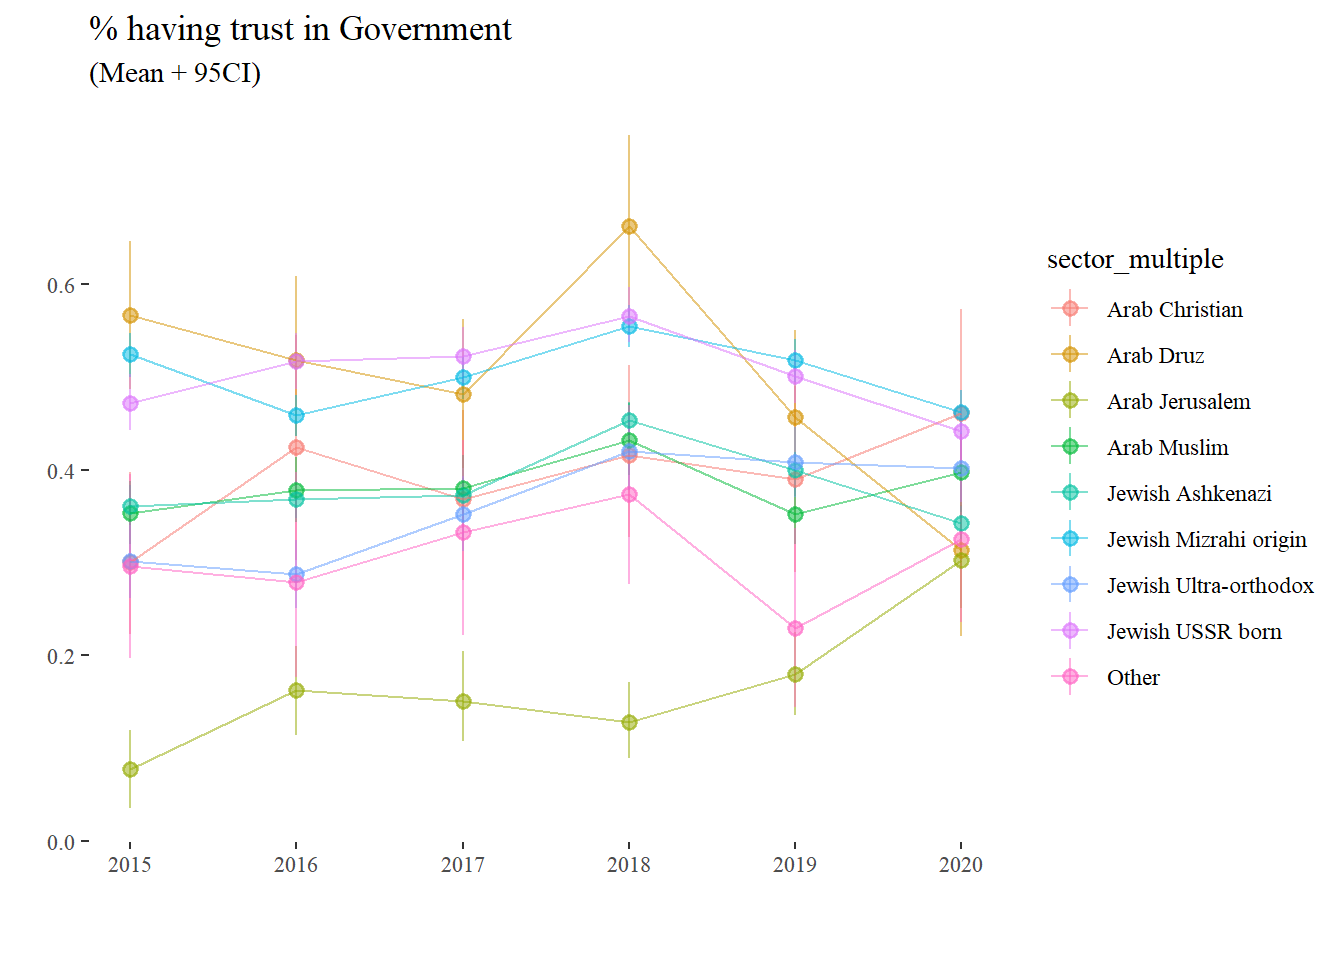 % having trust in Government
(Mean + 95CI)
0.6
0.4
0.2
0.0
2015 2016 2017 2018 2019 2020
sector_multiple
Arab Christian
Arab Druz
Arab Jerusalem
Arab Muslim
Jewish Ashkenazi
Jewish Mizrahi origin
Jewish Ultra-orthodox
Jewish USSR born
Other